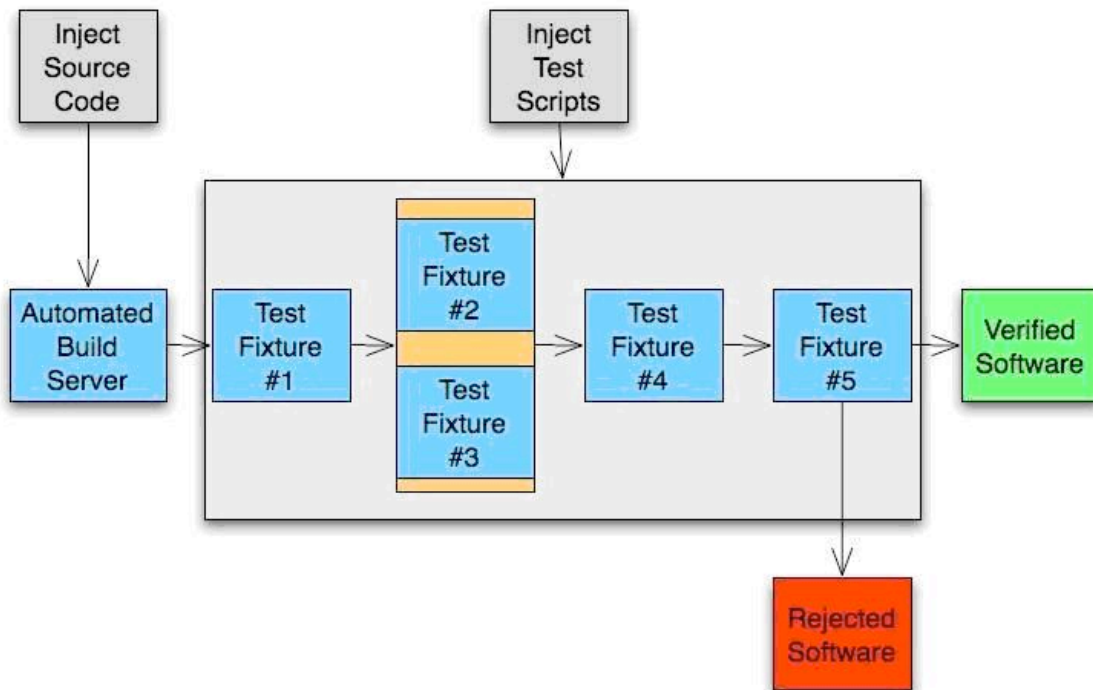 Inject
Source
Code
Inject
Test
Scripts
Automated
Build
Server
Test
Fixture
#1
Test
Fixture
#2
Test
Fixture
#3
Test
Fixture
#4
Test
Fixture
#5
Verified
Software
Rejected
Software